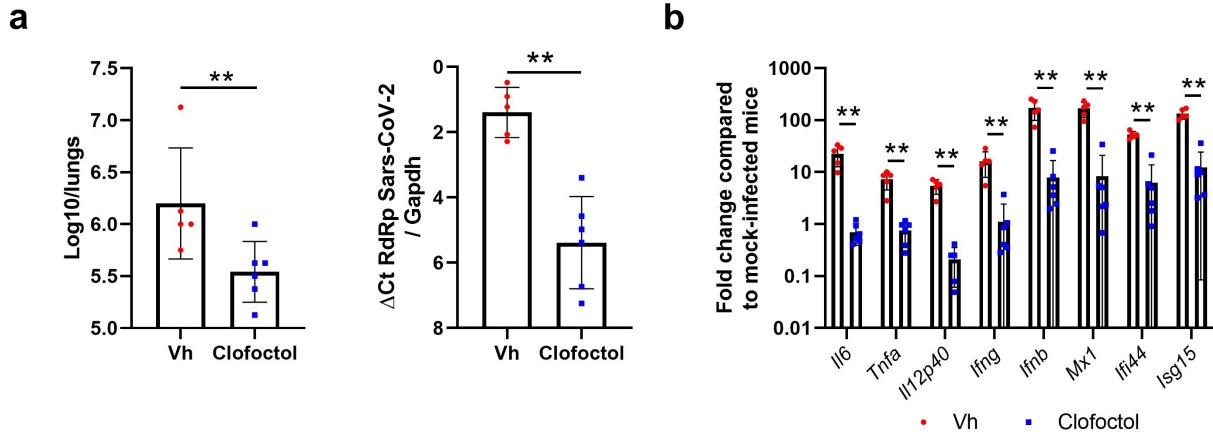 a
b
7.5
7.0
6.5
6.0
5.5
5.0
Log10/lungs
**
Vh
Clofoctol
0
2
4
6
8
ΔCt RdRp Sars-CoV-2
/ Gapdh
**
Vh
Clofoctol
1000
100
10
1
0.1
0.01
Fold change compared
to mock-infected mice
**
**
**
**
**
**
**
**
Il6
Tnfa
Il12p40
Ifng
Ifnb
Mx1
Ifi44
Isg15
Vh
Clofoctol